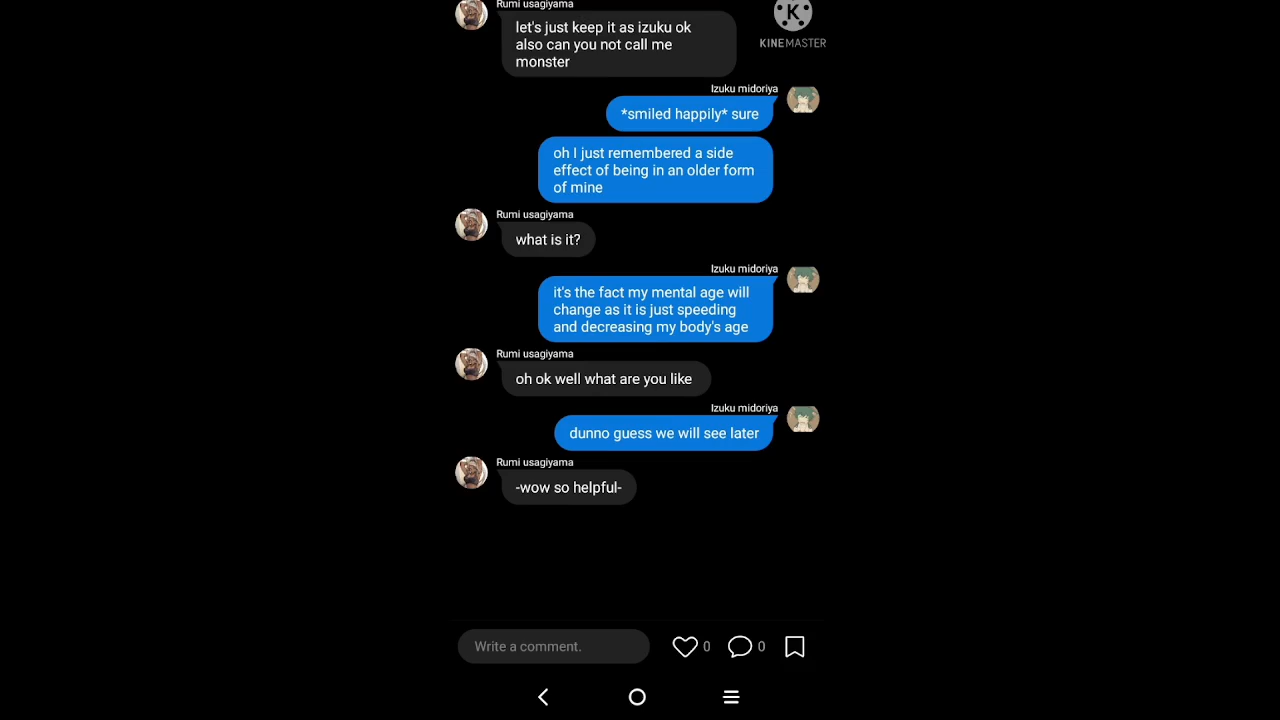 Rumi usagiyama
let's just keep it as izuku ok
also can you not call me
monster
KINEMASTER
Izuku midoriya
*smiled happily* sure
oh I just remembered a side
effect of being in an older form
of mine
Rumi usagiyama
what is it?
Izuku midoriya
it's the fact my mental age will
change as it is just speeding
and decreasing my body's age
Rumi usagiyama
oh ok well what are you like
Izuku midoriya
dunno guess we will see later
Rumi usagiyama
-wow so helpful-
Write a comment.
0
0